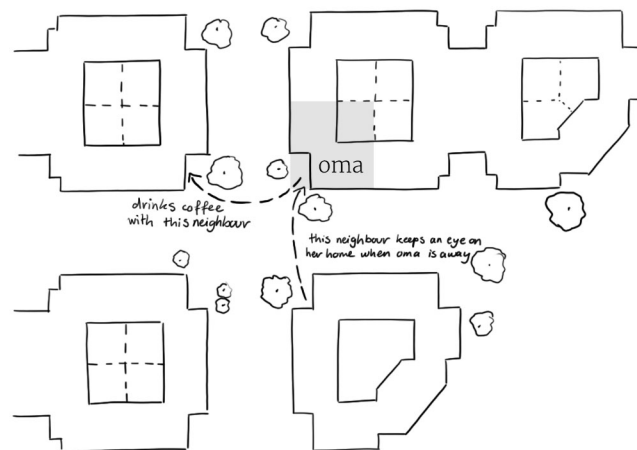 oma
drinks coffee
with this neighbour
this neighbour keeps an eye on
her home when oma is away